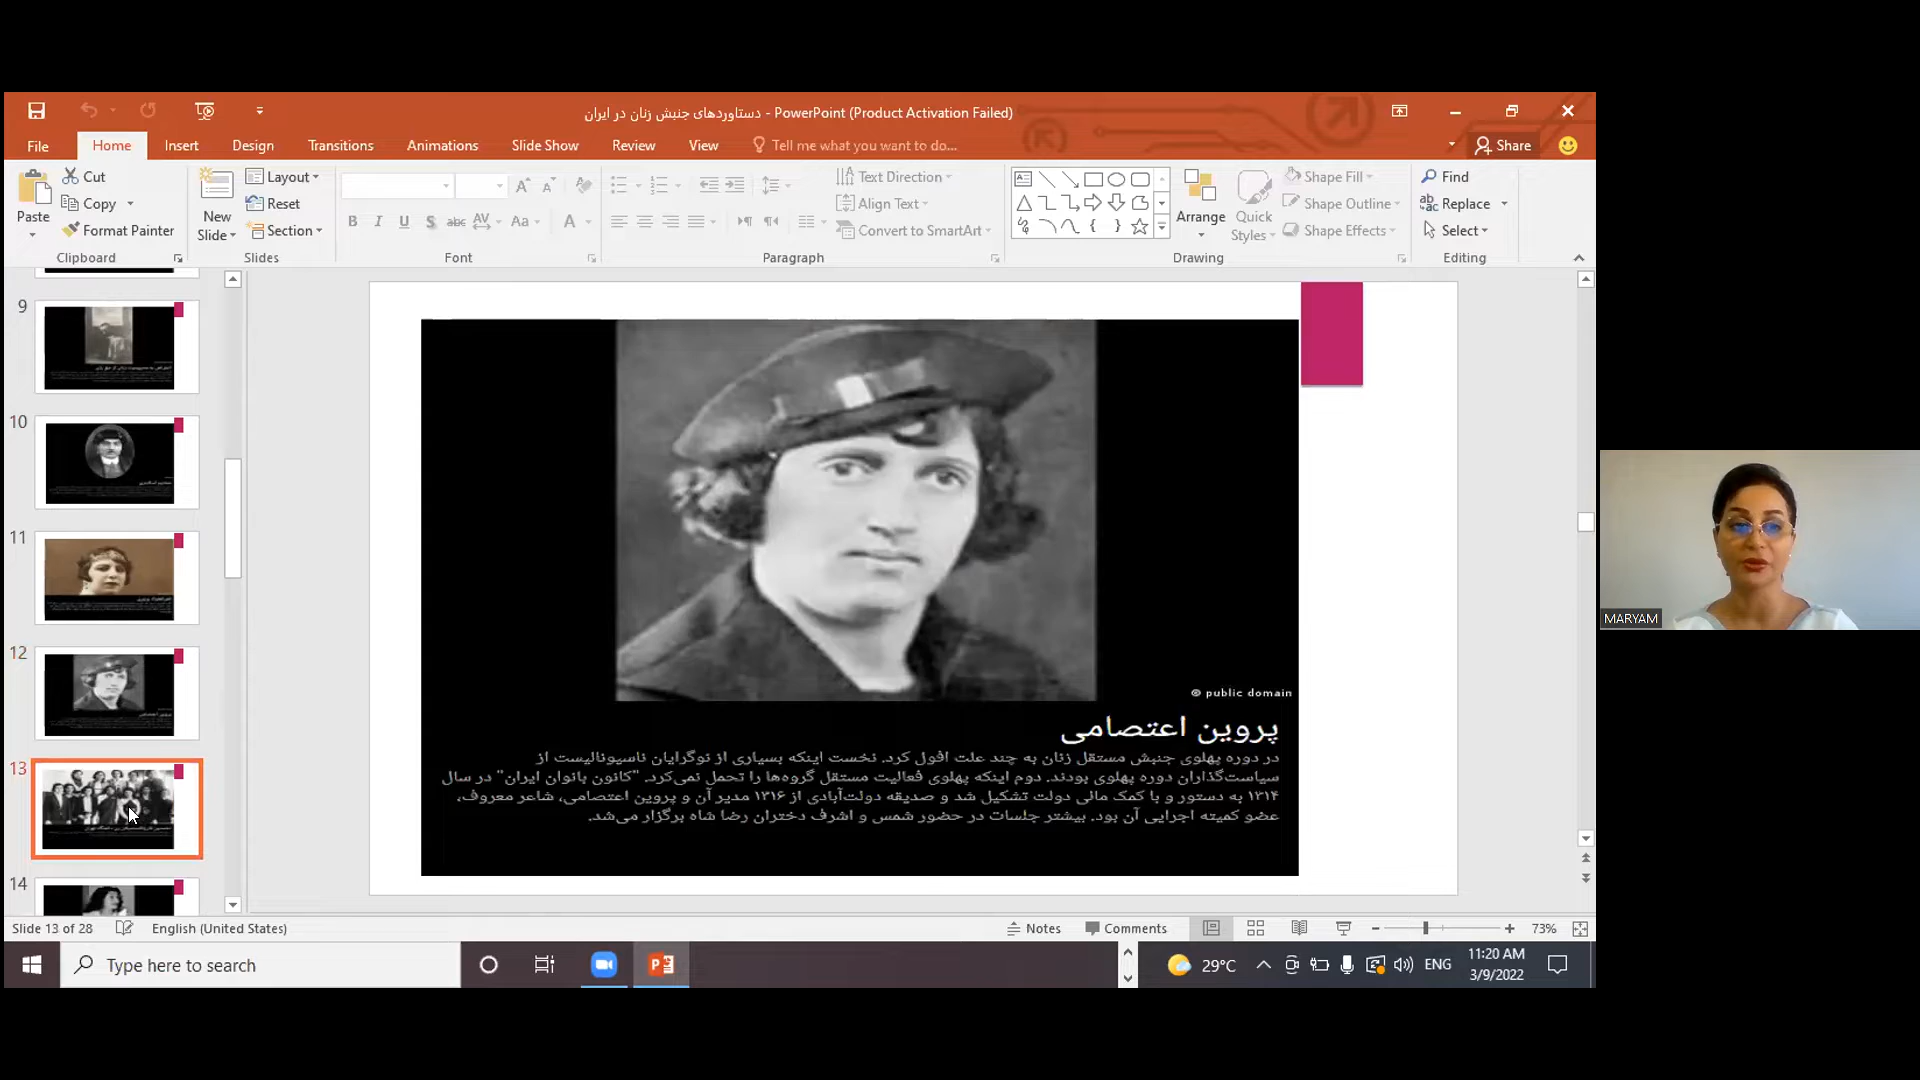 دستاوردهای جنبش زنان در ایران - PowerPoint (Product Activation Failed)
File Home Insert Design Transitions Animations Slide Show Review View Tell me what you want to do... Share
Cut
Copy
Format Painter
Paste
Clipboard
New Slide
Layout
Reset
Section
Slides
B I U S abc AV Aa A
Font
Text Direction
Align Text
Convert to SmartArt
Paragraph
Arrange
Quick Styles
Shape Fill
Shape Outline
Shape Effects
Drawing
Find
Replace
Select
Editing
9
10
11
12
13
14
© public domain
پروین اعتصامی
در دوره پهلوی جنبش مستقل زنان به چند علت افول کرد. نخست اینکه بسیاری از نوگرایان ناسیونالیست از
سیاست‌گذاران دوره پهلوی بودند. دوم اینکه پهلوی فعالیت مستقل گروه‌ها را تحمل نمی‌کرد. "کانون بانوان ایران" در سال
۱۳۱۴ به دستور و با کمک مالی دولت تشکیل شد و صدیقه دولت‌آبادی از ۱۳۱۶ مدیر آن و پروین اعتصامی، شاعر معروف،
عضو کمیته اجرایی آن بود. بیشتر جلسات در حضور شمس و اشرف دختران رضا شاه برگزار می‌شد.
MARYAM
Slide 13 of 28 English (United States) Notes Comments 73%
Type here to search
29°C ENG
11:20 AM
3/9/2022